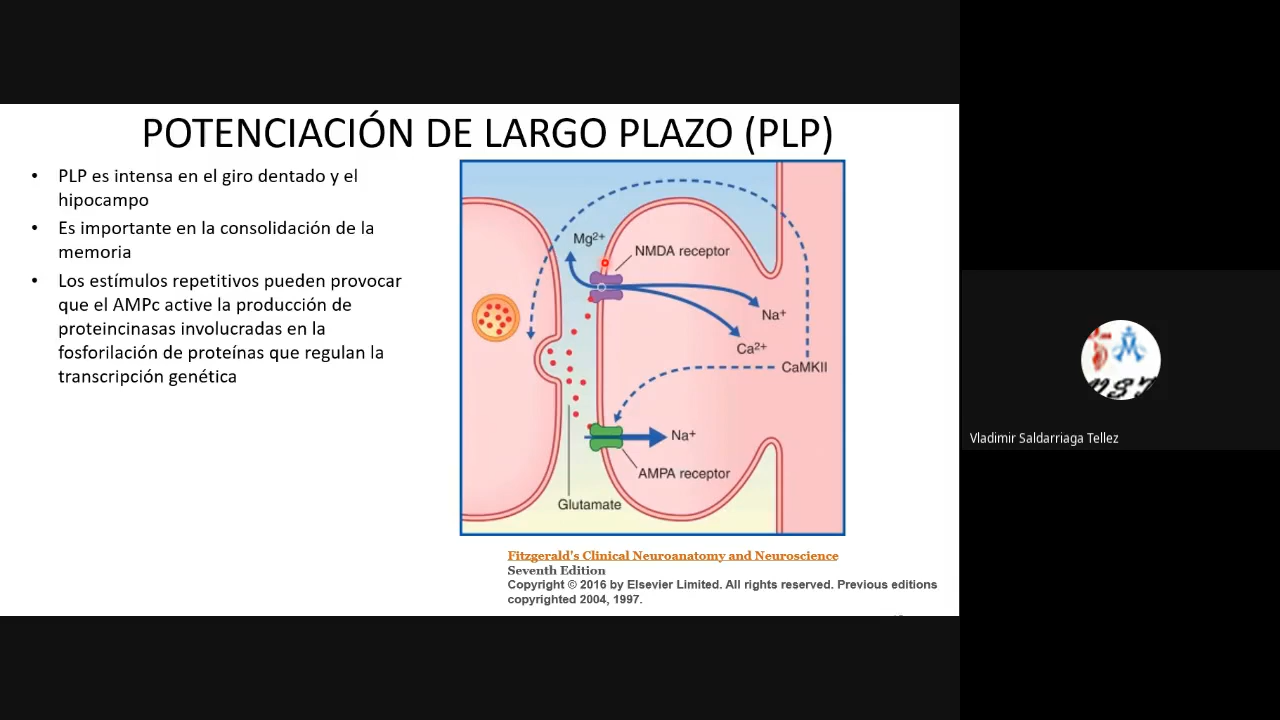 POTENCIACIÓN DE LARGO PLAZO (PLP)
• PLP es intensa en el giro dentado y el
hipocampo
• Es importante en la consolidación de la
memoria
• Los estímulos repetitivos pueden provocar
que el AMPc active la producción de
proteincinasas involucradas en la
fosforilación de proteínas que regulan la
transcripción genética
Mg²⁺
NMDA receptor
Na⁺
Ca²⁺
CaMKII
Na⁺
AMPA receptor
Glutamate
Fitzgerald's Clinical Neuroanatomy and Neuroscience
Seventh Edition
Copyright © 2016 by Elsevier Limited. All rights reserved. Previous editions
copyrighted 2004, 1997.
Vladimir Saldarriaga Tellez